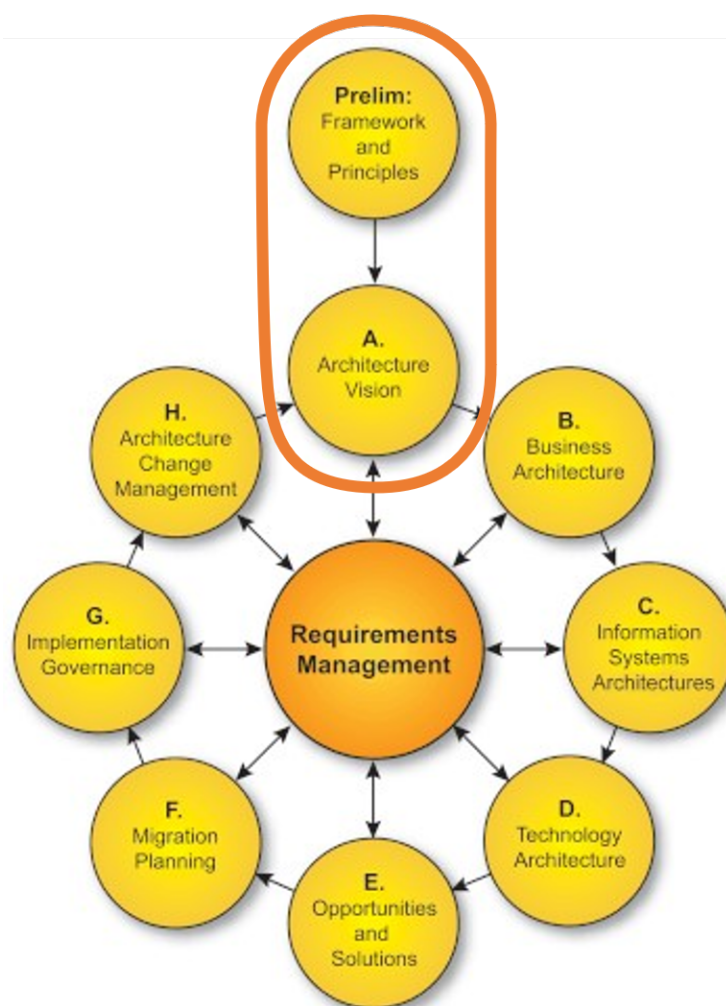 Prelim:
Framework
and
Principles
A.
Architecture
Vision
B.
Business
Architecture
C.
Information
Systems
Architectures
D.
Technology
Architecture
E.
Opportunities
and
Solutions
F.
Migration
Planning
G.
Implementation
Governance
H.
Architecture
Change
Management
Requirements
Management